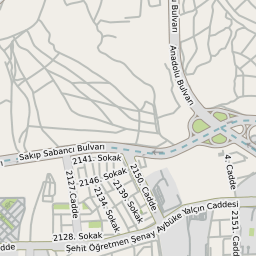 Bulvarı
Anadolu Bulvarı
Sakıp Sabancı Bulvarı
2141. Sokak
2127.Cadde
2146. Sokak
2134. Sokak
2139. Sokak
2150. Cadde
4. Cadde
2151. Cadde
2128. Sokak
Şehit Öğretmen Şenay Aybüke Yalçın Caddesi
Cadde